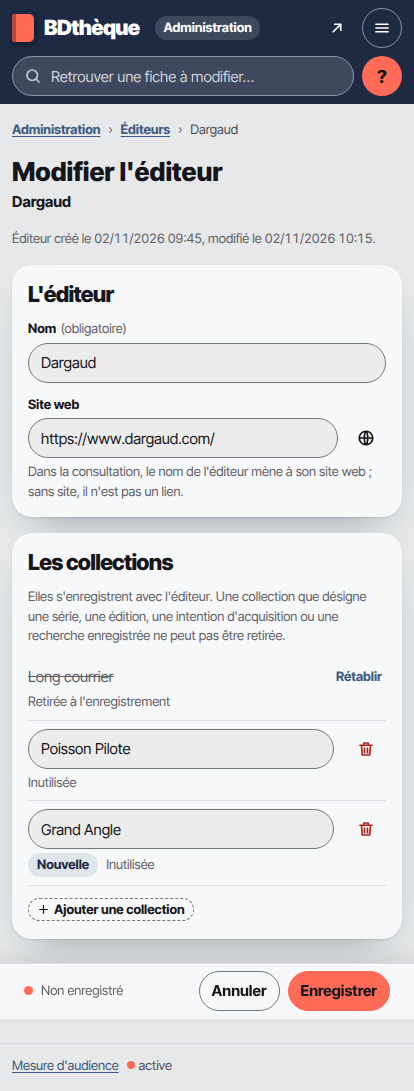 BDthèque Administration
Retrouver une fiche à modifier... ?
Administration › Éditeurs › Dargaud
Modifier l'éditeur
Dargaud
Éditeur créé le 02/11/2026 09:45, modifié le 02/11/2026 10:15.
L'éditeur
Nom (obligatoire)
Dargaud
Site web
https://www.dargaud.com/
Dans la consultation, le nom de l'éditeur mène à son site web ;
sans site, il n'est pas un lien.
Les collections
Elles s'enregistrent avec l'éditeur. Une collection que désigne
une série, une édition, une intention d'acquisition ou une
recherche enregistrée ne peut pas être retirée.
Long courrier Rétablir
Retirée à l'enregistrement
Poisson Pilote
Inutilisée
Grand Angle
Nouvelle Inutilisée
+ Ajouter une collection
Non enregistré Annuler Enregistrer
Mesure d'audience active